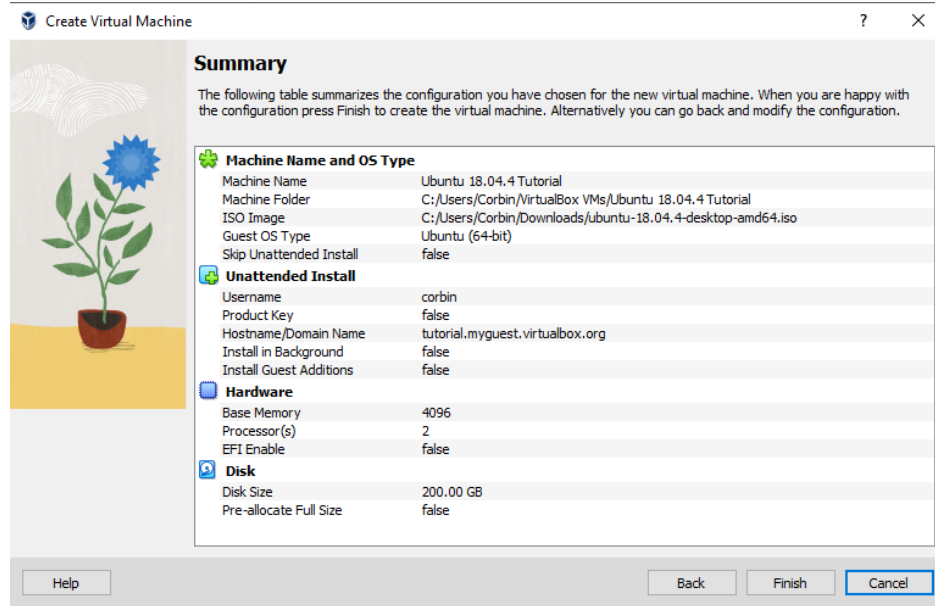 Create Virtual Machine
Summary
The following table summarizes the configuration you have chosen for the new virtual machine. When you are happy with
the configuration press Finish to create the virtual machine. Alternatively you can go back and modify the configuration.
Machine Name and OS Type
Machine Name Ubuntu 18.04.4 Tutorial
Machine Folder C:/Users/Corbin/VirtualBox VMs/Ubuntu 18.04.4 Tutorial
ISO Image C:/Users/Corbin/Downloads/ubuntu-18.04.4-desktop-amd64.iso
Guest OS Type Ubuntu (64-bit)
Skip Unattended Install false
Unattended Install
Username corbin
Product Key false
Hostname/Domain Name tutorial.myguest.virtualbox.org
Install in Background false
Install Guest Additions false
Hardware
Base Memory 4096
Processor(s) 2
EFI Enable false
Disk
Disk Size 200.00 GB
Pre-allocate Full Size false
Help Back Finish Cancel